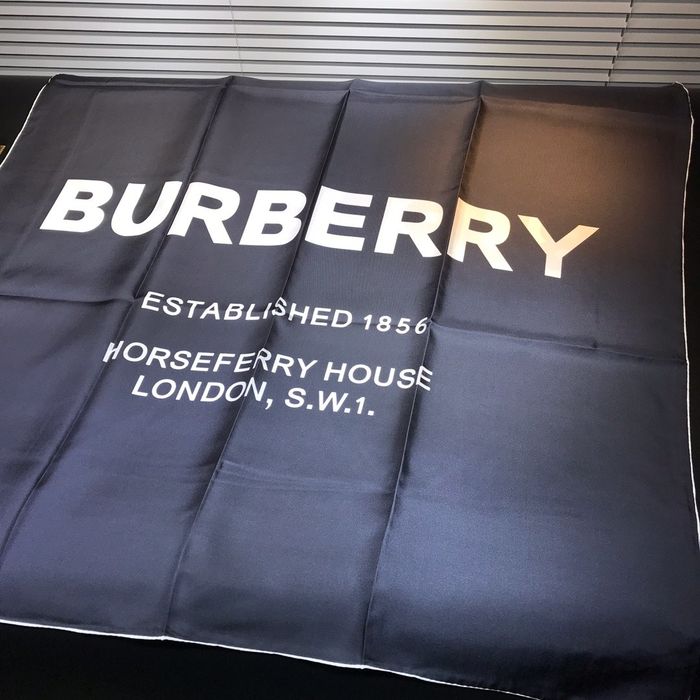 BURBERRY
ESTABLISHED 1856
HORSEFERRY HOUSE
LONDON, S.W.1.